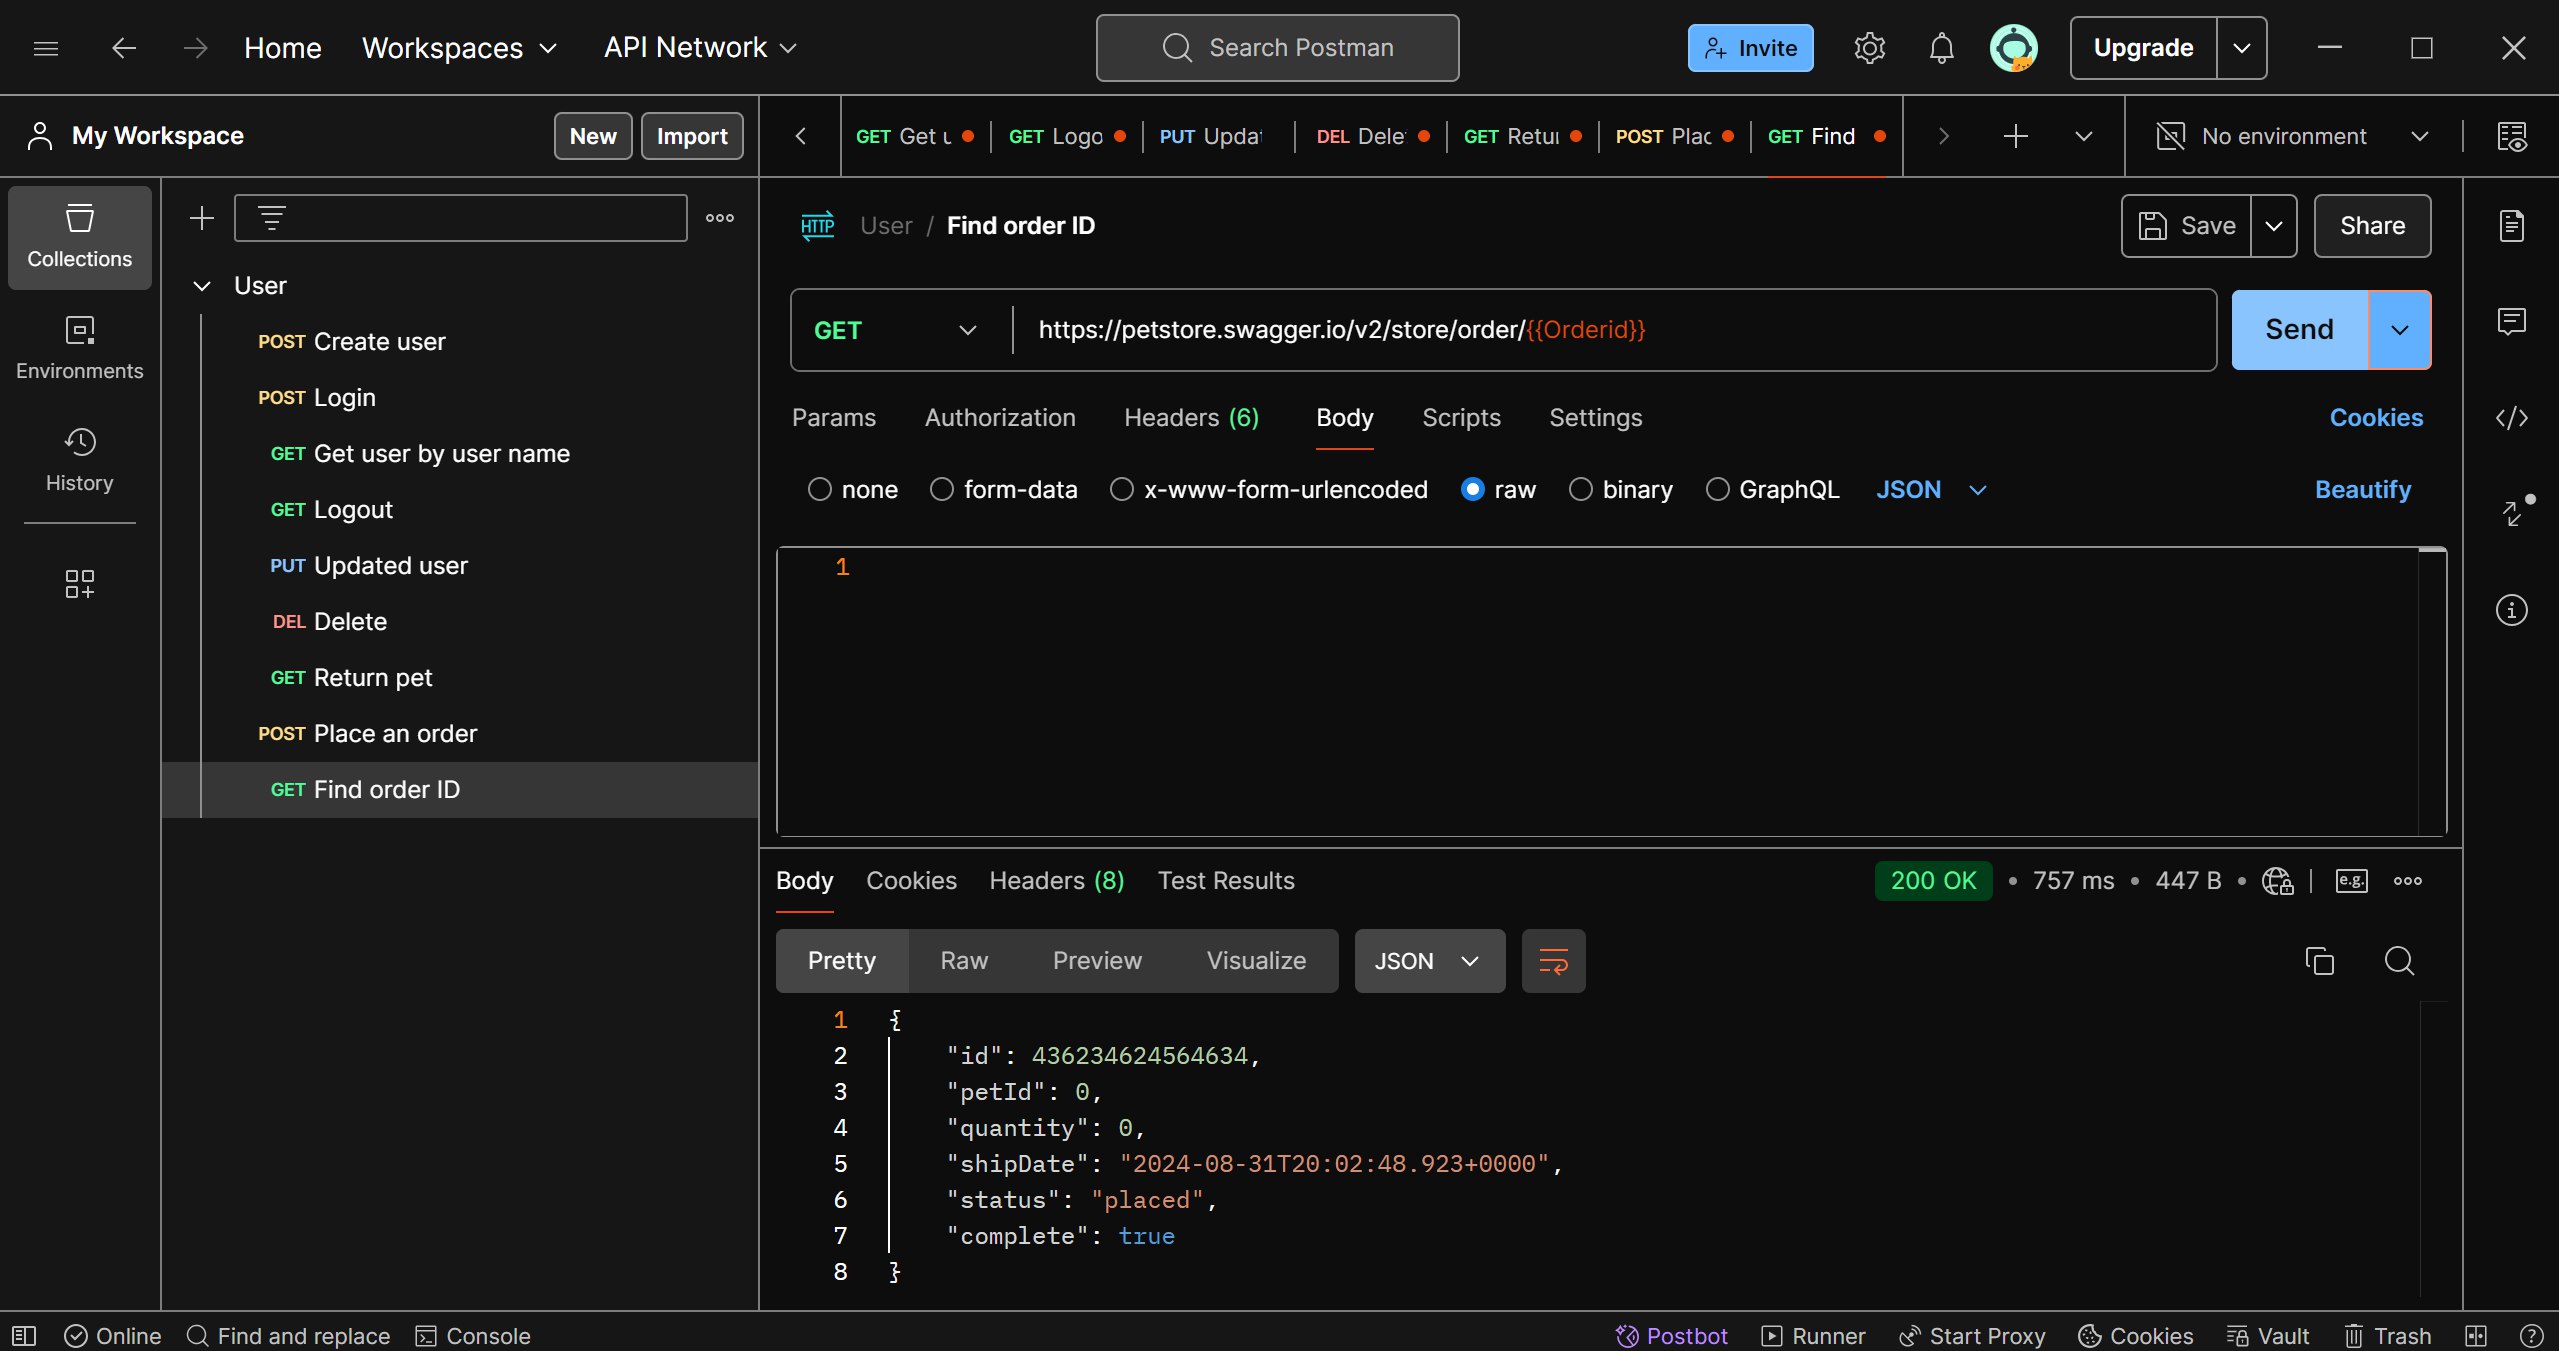 Home Workspaces API Network Search Postman Invite Upgrade
My Workspace New Import GET Get u GET Logo PUT Updat DEL Dele GET Retur POST Plac GET Find No environment
Collections
Environments
History
User
POST Create user
POST Login
GET Get user by user name
GET Logout
PUT Updated user
DEL Delete
GET Return pet
POST Place an order
GET Find order ID
HTTP User / Find order ID Save Share
GET https://petstore.swagger.io/v2/store/order/{{Orderid}} Send
Params Authorization Headers (6) Body Scripts Settings Cookies
none form-data x-www-form-urlencoded raw binary GraphQL JSON Beautify
1
Body Cookies Headers (8) Test Results 200 OK • 757 ms • 447 B • e.g.
Pretty Raw Preview Visualize JSON
1 {
2 "id": 436234624564634,
3 "petId": 0,
4 "quantity": 0,
5 "shipDate": "2024-08-31T20:02:48.923+0000",
6 "status": "placed",
7 "complete": true
8 }
Online Find and replace Console Postbot Runner Start Proxy Cookies Vault Trash